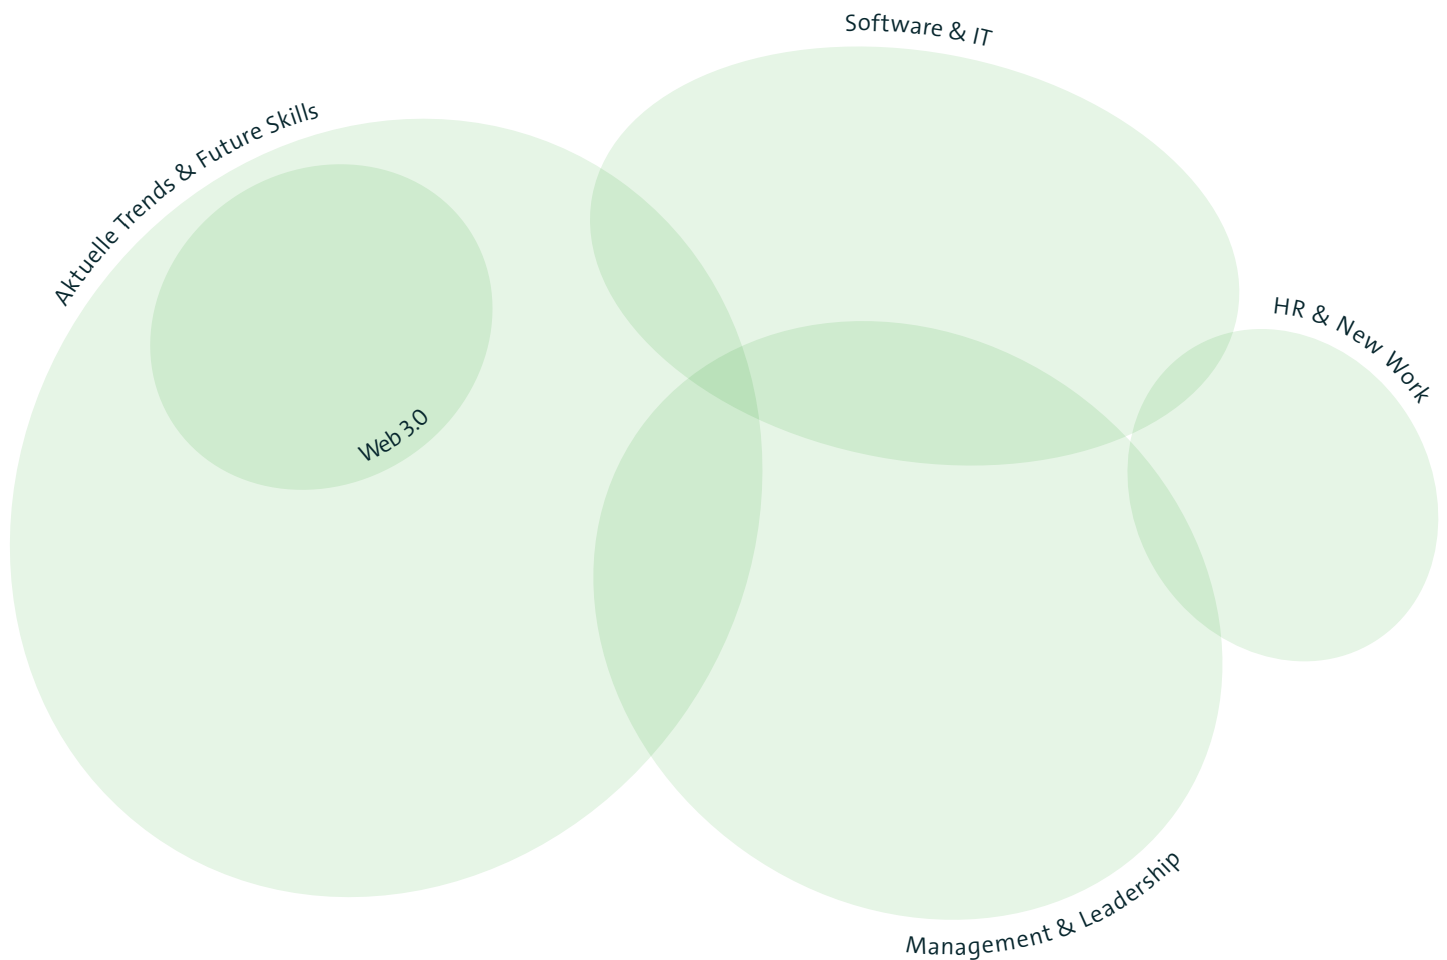 Software & IT
Aktuelle Trends & Future Skills
HR & New Work
Web 3.0
Management & Leadership